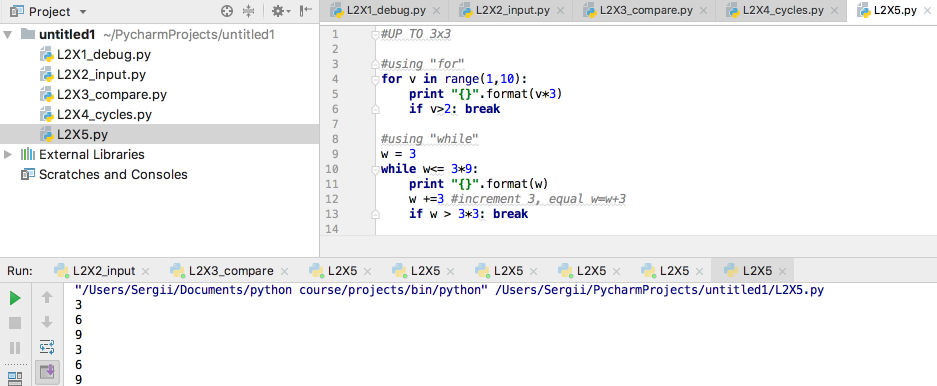 Project
L2X1_debug.py L2X2_input.py L2X3_compare.py L2X4_cycles.py L2X5.py
untitled1 ~/PycharmProjects/untitled1
L2X1_debug.py
L2X2_input.py
L2X3_compare.py
L2X4_cycles.py
L2X5.py
External Libraries
Scratches and Consoles
1 #UP TO 3x3
2
3 #using "for"
4 for v in range(1,10):
5 print "{}".format(v*3)
6 if v>2: break
7
8 #using "while"
9 w = 3
10 while w<= 3*9:
11 print "{}".format(w)
12 w +=3 #increment 3, equal w=w+3
13 if w > 3*3: break
14
Run: L2X2_input L2X3_compare L2X5 L2X5 L2X5 L2X5 L2X5 L2X5
"/Users/Sergii/Documents/python course/projects/bin/python" /Users/Sergii/PycharmProjects/untitled1/L2X5.py
3
6
9
3
6
9